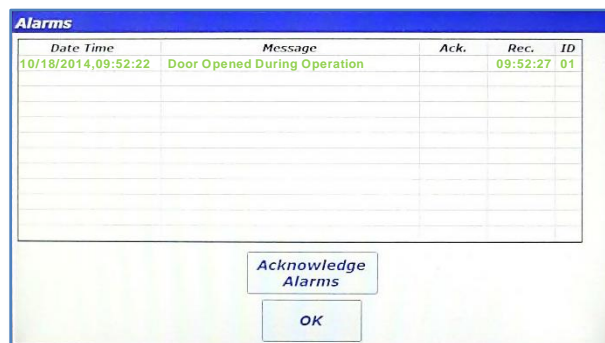 Alarms
Date Time Message Ack. Rec. ID
10/18/2014,09:52:22 Door Opened During Operation 09:52:27 01
Acknowledge
Alarms
OK